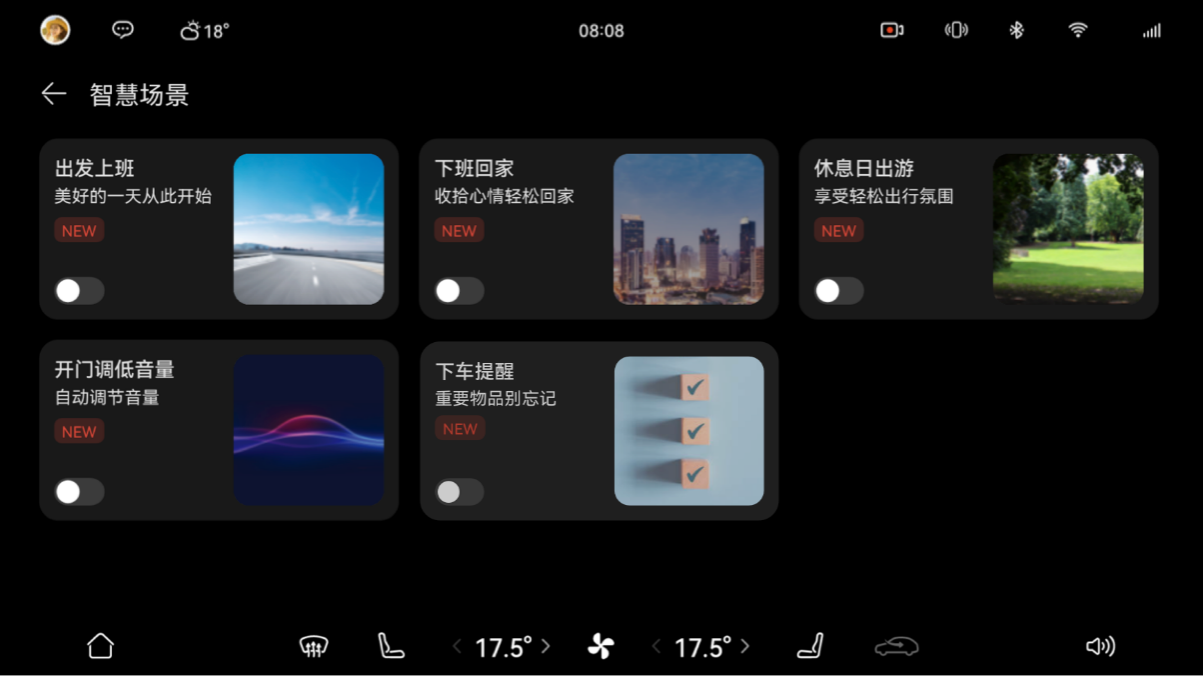 18°
08:08
智慧场景
出发上班
美好的一天从此开始
NEW
下班回家
收拾心情轻松回家
NEW
休息日出游
享受轻松出行氛围
NEW
开门调低音量
自动调节音量
NEW
下车提醒
重要物品别忘记
NEW
17.5°
17.5°